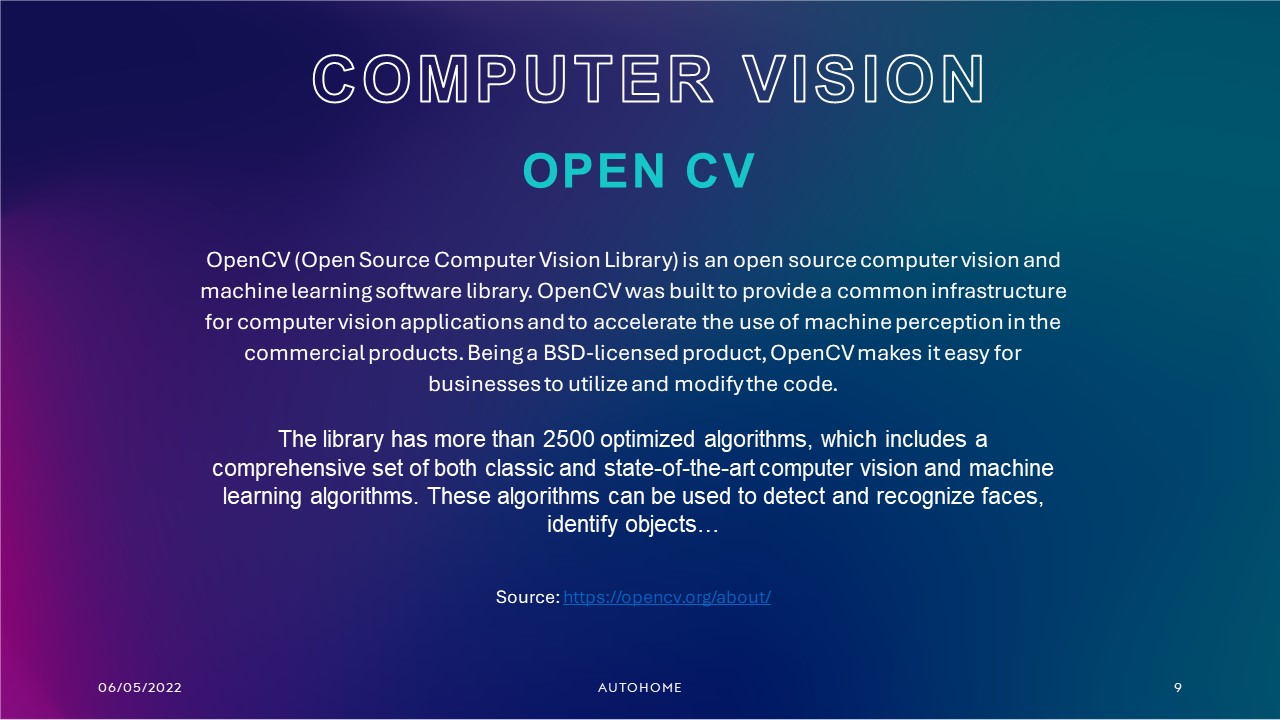 COMPUTER VISION
OPEN CV
OpenCV (Open Source Computer Vision Library) is an open source computer vision and
machine learning software library. OpenCV was built to provide a common infrastructure
for computer vision applications and to accelerate the use of machine perception in the
commercial products. Being a BSD-licensed product, OpenCV makes it easy for
businesses to utilize and modify the code.
The library has more than 2500 optimized algorithms, which includes a
comprehensive set of both classic and state-of-the-art computer vision and machine
learning algorithms. These algorithms can be used to detect and recognize faces,
identify objects…
Source: https://opencv.org/about/
06/05/2022 AUTOHOME 9